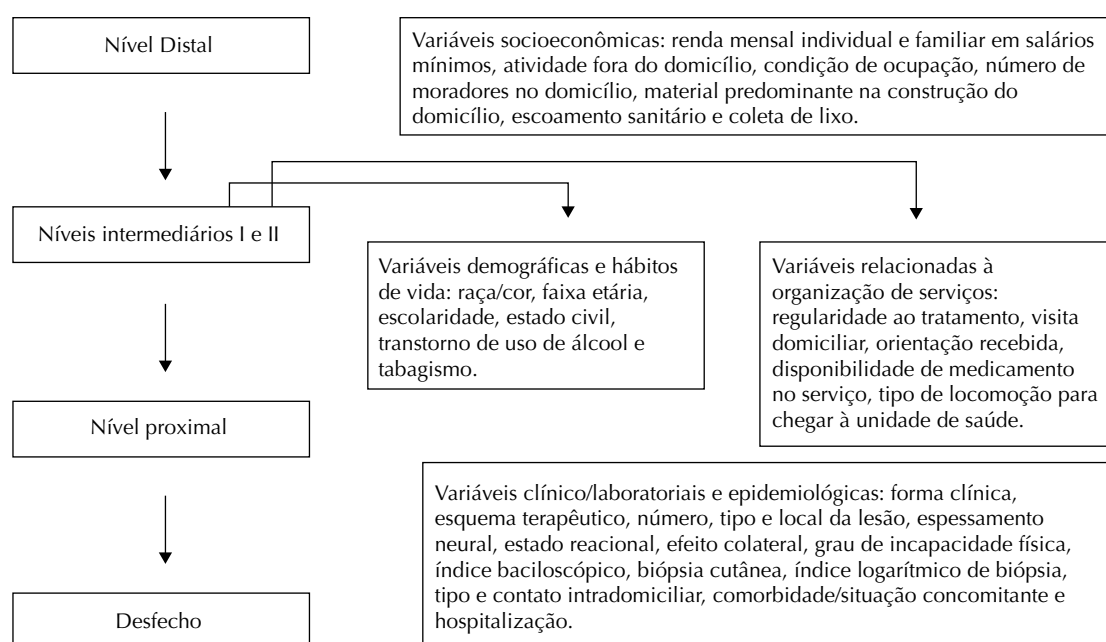 Nível Distal
Variáveis socioeconômicas: renda mensal individual e familiar em salários
mínimos, atividade fora do domicílio, condição de ocupação, número de
moradores no domicílio, material predominante na construção do
domicílio, escoamento sanitário e coleta de lixo.
Níveis intermediários I e II
Variáveis demográficas e hábitos
de vida: raça/cor, faixa etária,
escolaridade, estado civil,
transtorno de uso de álcool e
tabagismo.
Variáveis relacionadas à
organização de serviços:
regularidade ao tratamento, visita
domiciliar, orientação recebida,
disponibilidade de medicamento
no serviço, tipo de locomoção para
chegar à unidade de saúde.
Nível proximal
Variáveis clínico/laboratoriais e epidemiológicas: forma clínica,
esquema terapêutico, número, tipo e local da lesão, espessamento
neural, estado reacional, efeito colateral, grau de incapacidade física,
índice baciloscópico, biópsia cutânea, índice logarítmico de biópsia,
tipo e contato intradomiciliar, comorbidade/situação concomitante e
hospitalização.
Desfecho